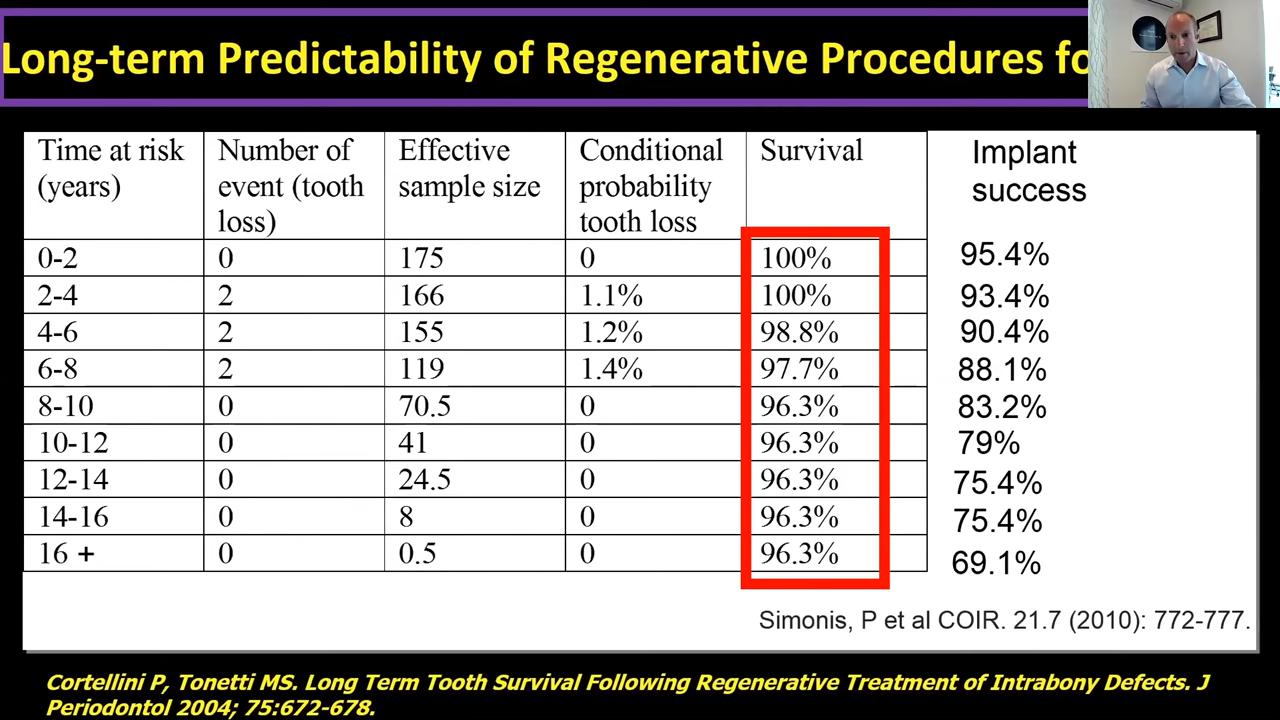 Long-term Predictability of Regenerative Procedures fo
Time at risk (years) Number of event (tooth loss) Effective sample size Conditional probability tooth loss Survival Implant success
0-2 0 175 0 100% 95.4%
2-4 2 166 1.1% 100% 93.4%
4-6 2 155 1.2% 98.8% 90.4%
6-8 2 119 1.4% 97.7% 88.1%
8-10 0 70.5 0 96.3% 83.2%
10-12 0 41 0 96.3% 79%
12-14 0 24.5 0 96.3% 75.4%
14-16 0 8 0 96.3% 75.4%
16 + 0 0.5 0 96.3% 69.1%
Simonis, P et al COIR. 21.7 (2010): 772-777.
Cortellini P, Tonetti MS. Long Term Tooth Survival Following Regenerative Treatment of Intrabony Defects. J
Periodontol 2004; 75:672-678.